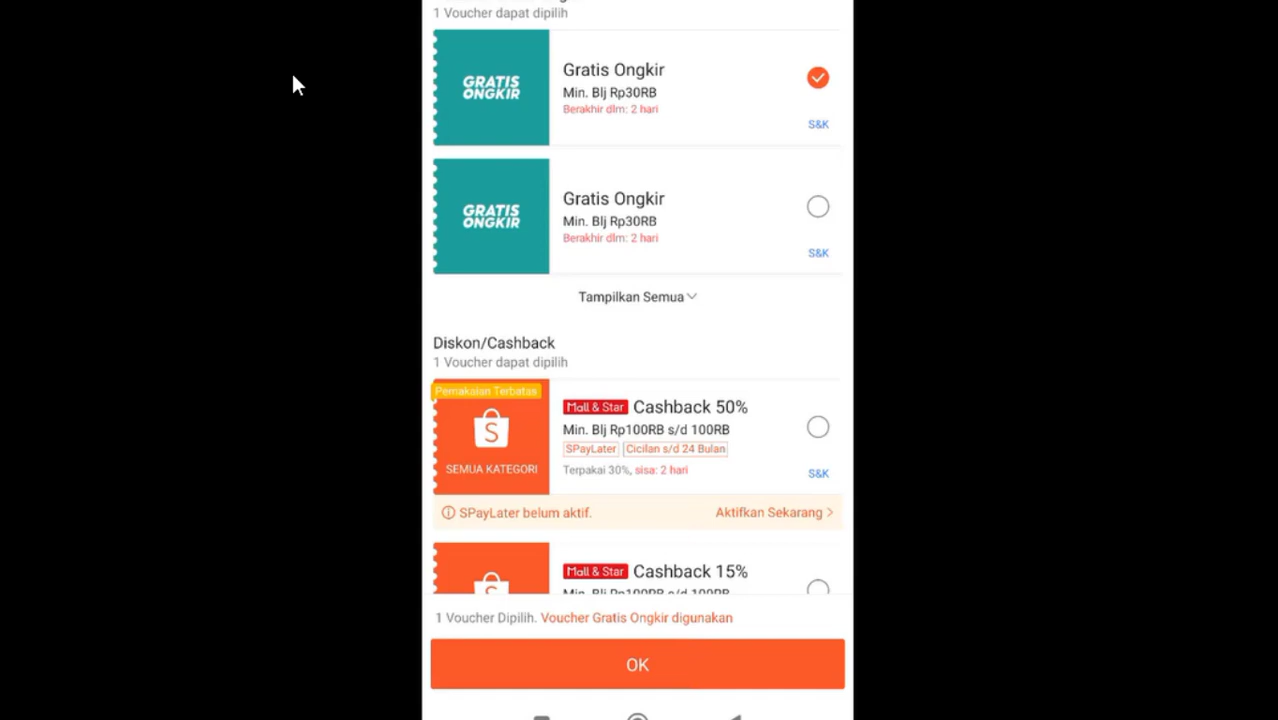 1 Voucher dapat dipilih
GRATIS
ONGKIR
Gratis Ongkir
Min. Blj Rp30RB
Berakhir dlm: 2 hari
S&K
GRATIS
ONGKIR
Gratis Ongkir
Min. Blj Rp30RB
Berakhir dlm: 2 hari
S&K
Tampilkan Semua
Diskon/Cashback
1 Voucher dapat dipilih
Pemakaian Terbatas
S
SEMUA KATEGORI
Mall & Star Cashback 50%
Min. Blj Rp100RB s/d 100RB
SPayLater Cicilan s/d 24 Bulan
Terpakai 30%, sisa: 2 hari
S&K
SPayLater belum aktif. Aktifkan Sekarang >
Mall & Star Cashback 15%
Min. Blj Rp100RB s/d 100RB
1 Voucher Dipilih. Voucher Gratis Ongkir digunakan
OK